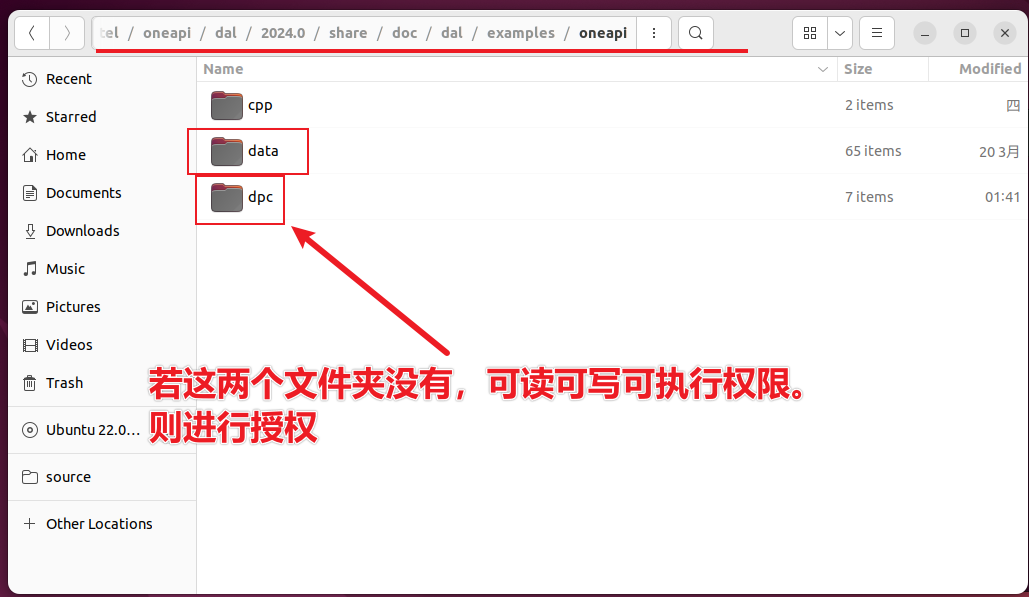 tel / oneapi / dal / 2024.0 / share / doc / dal / examples / oneapi
Name Size Modified
Recent
cpp 2 items 四
Starred
data 65 items 20 3月
Home
dpc 7 items 01:41
Documents
Downloads
Music
Pictures
Videos
Trash
若这两个文件夹没有，可读可写可执行权限。
则进行授权
Ubuntu 22.0…
source
Other Locations